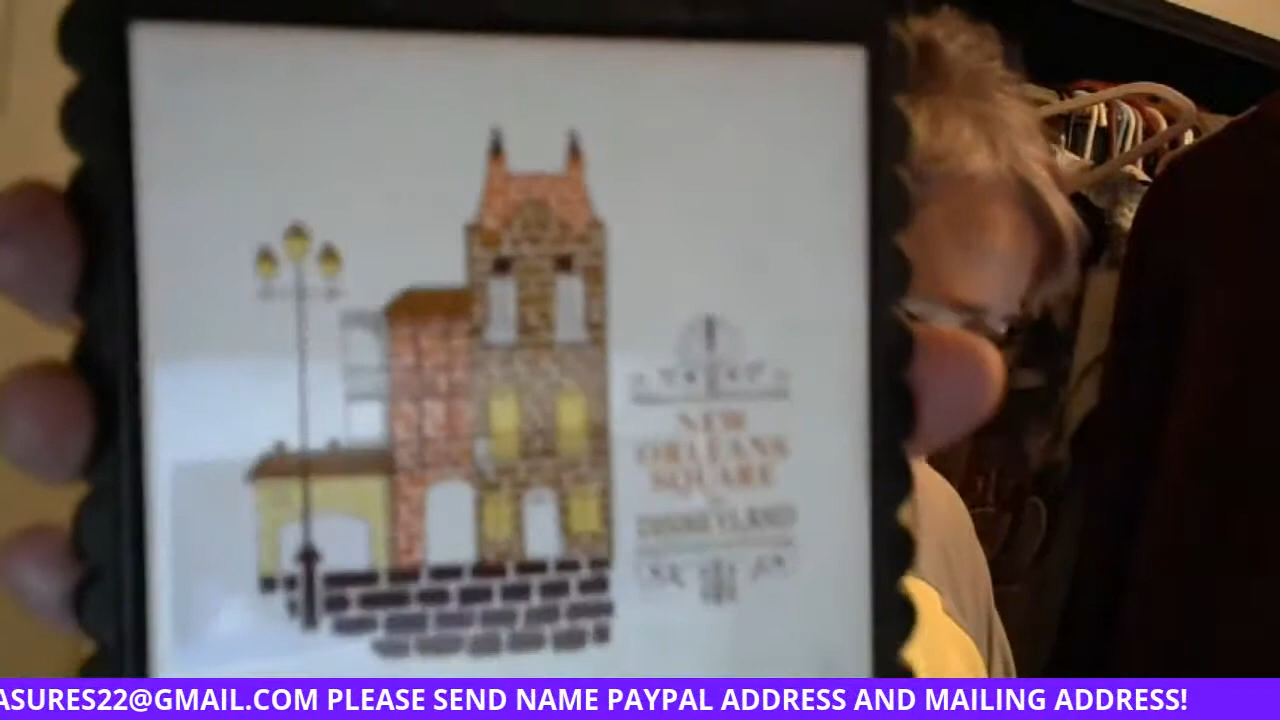 NEW
ORLEANS
SQUARE
DISNEYLAND
ASURES22@GMAIL.COM PLEASE SEND NAME PAYPAL ADDRESS AND MAILING ADDRESS!